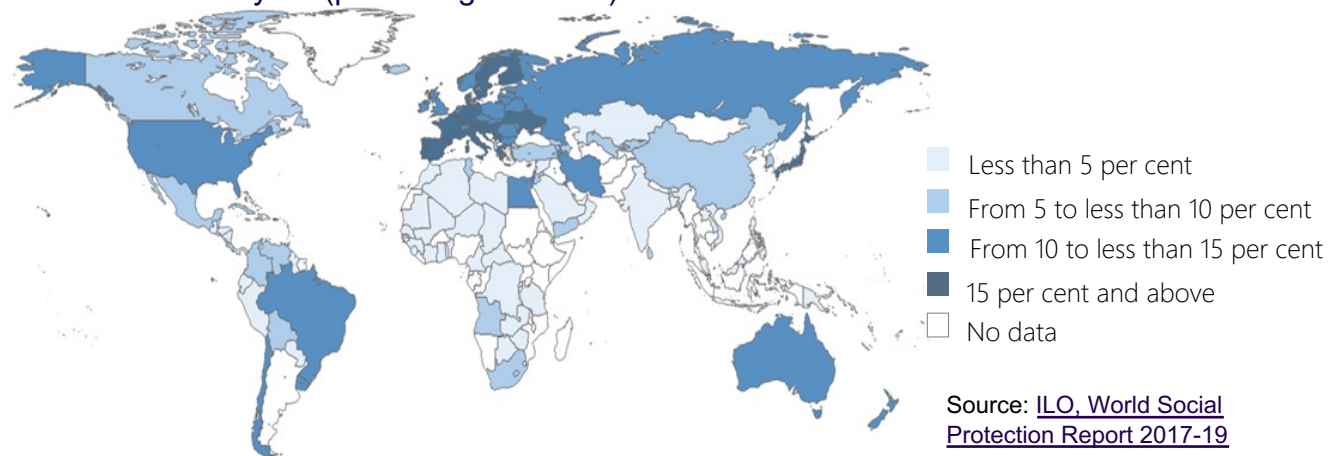 Less than 5 per cent
From 5 to less than 10 per cent
From 10 to less than 15 per cent
15 per cent and above
No data
Source: ILO, World Social
Protection Report 2017-19